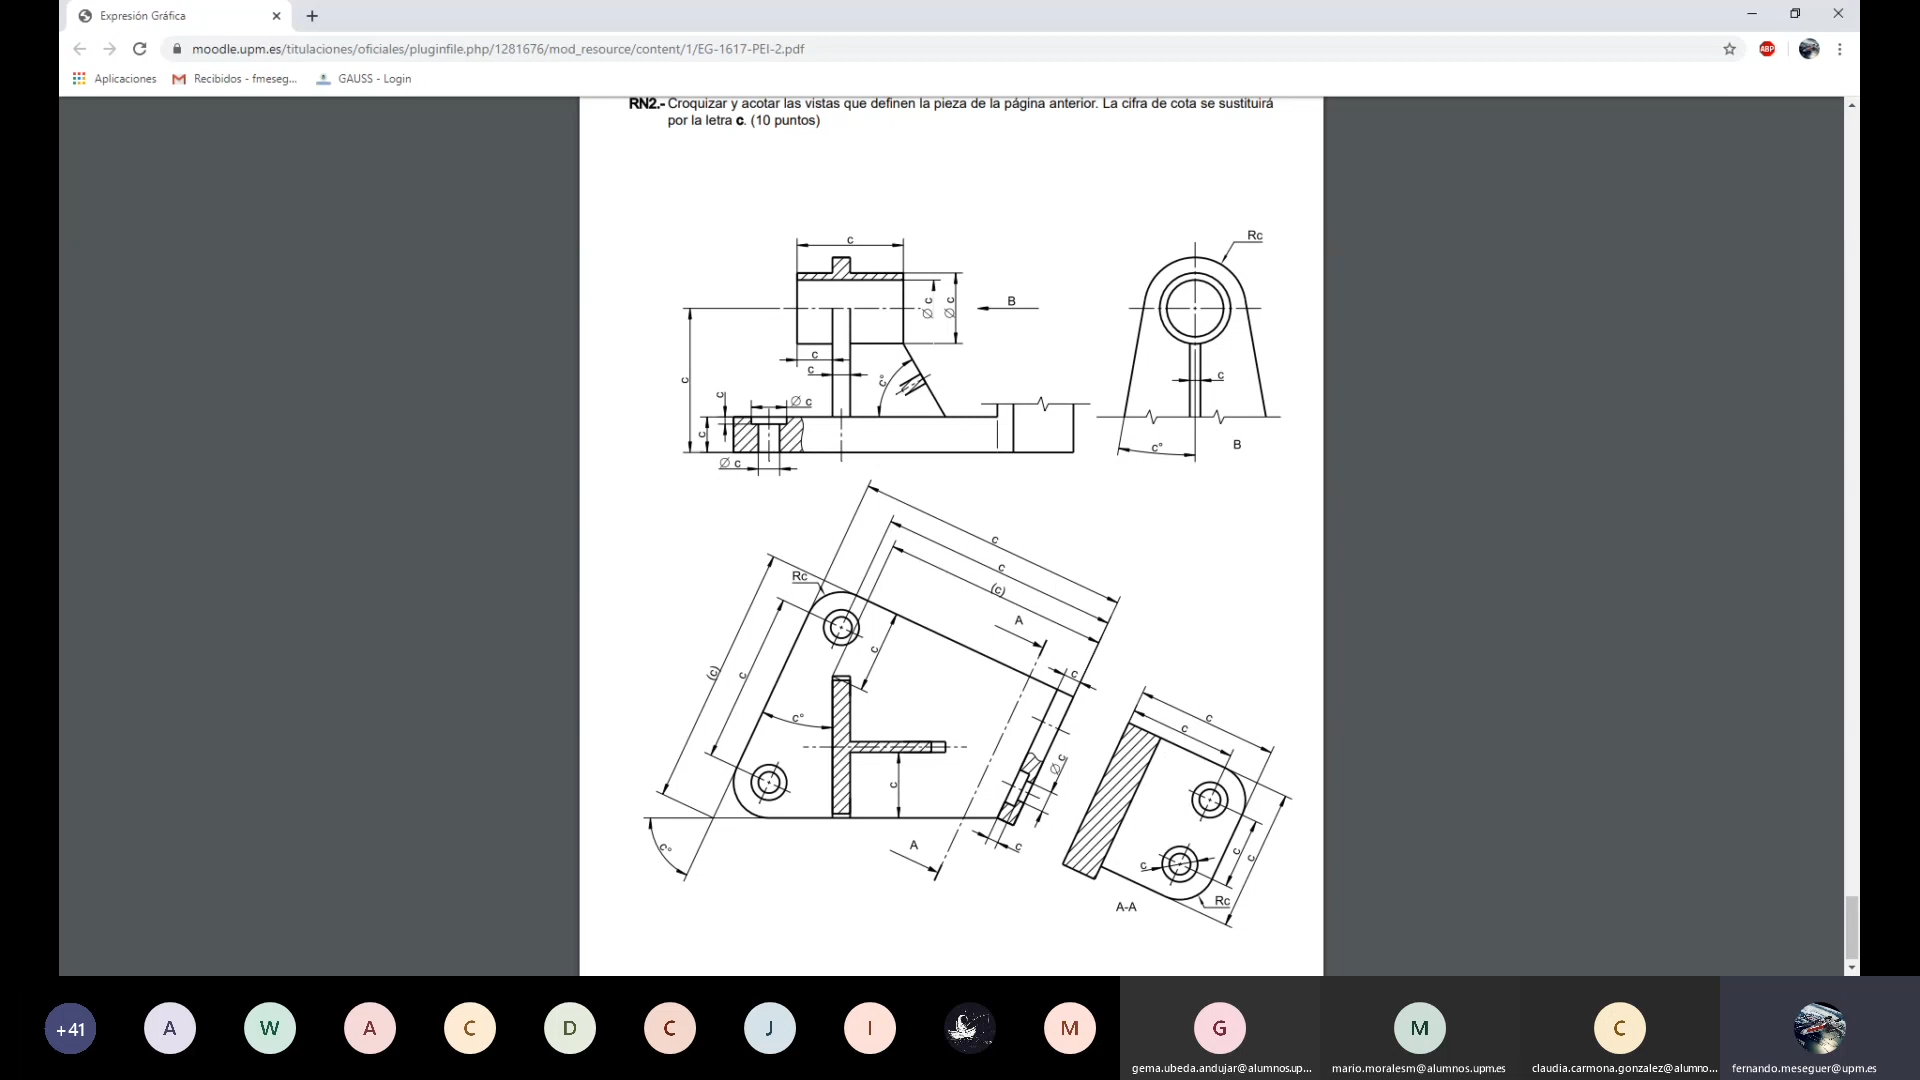 Expresión Gráfica
moodle.upm.es/titulaciones/oficiales/pluginfile.php/1281676/mod_resource/content/1/EG-1617-PEI-2.pdf
ABP
Aplicaciones
Recibidos - fmeseg...
GAUSS - Login
RN2.- Croquizar y acotar las vistas que definen la pieza de la página anterior. La cifra de cota se sustituirá
por la letra c. (10 puntos)
Rc
c
B
Ø c
Ø c
c
c
c°
c
c
c
Ø c
c
Ø c
c
c°
B
c
c
(c)
Rc
A
(c)
c
c
c
c°
c
Ø c
c
c
c°
A
c
c
c
c
c
Rc
A-A
+41
A
W
A
C
D
C
J
I
M
G
M
C
gema.ubeda.andujar@alumnos.up...
mario.moralesm@alumnos.upm.es
claudia.carmona.gonzalez@alumno...
fernando.meseguer@upm.es